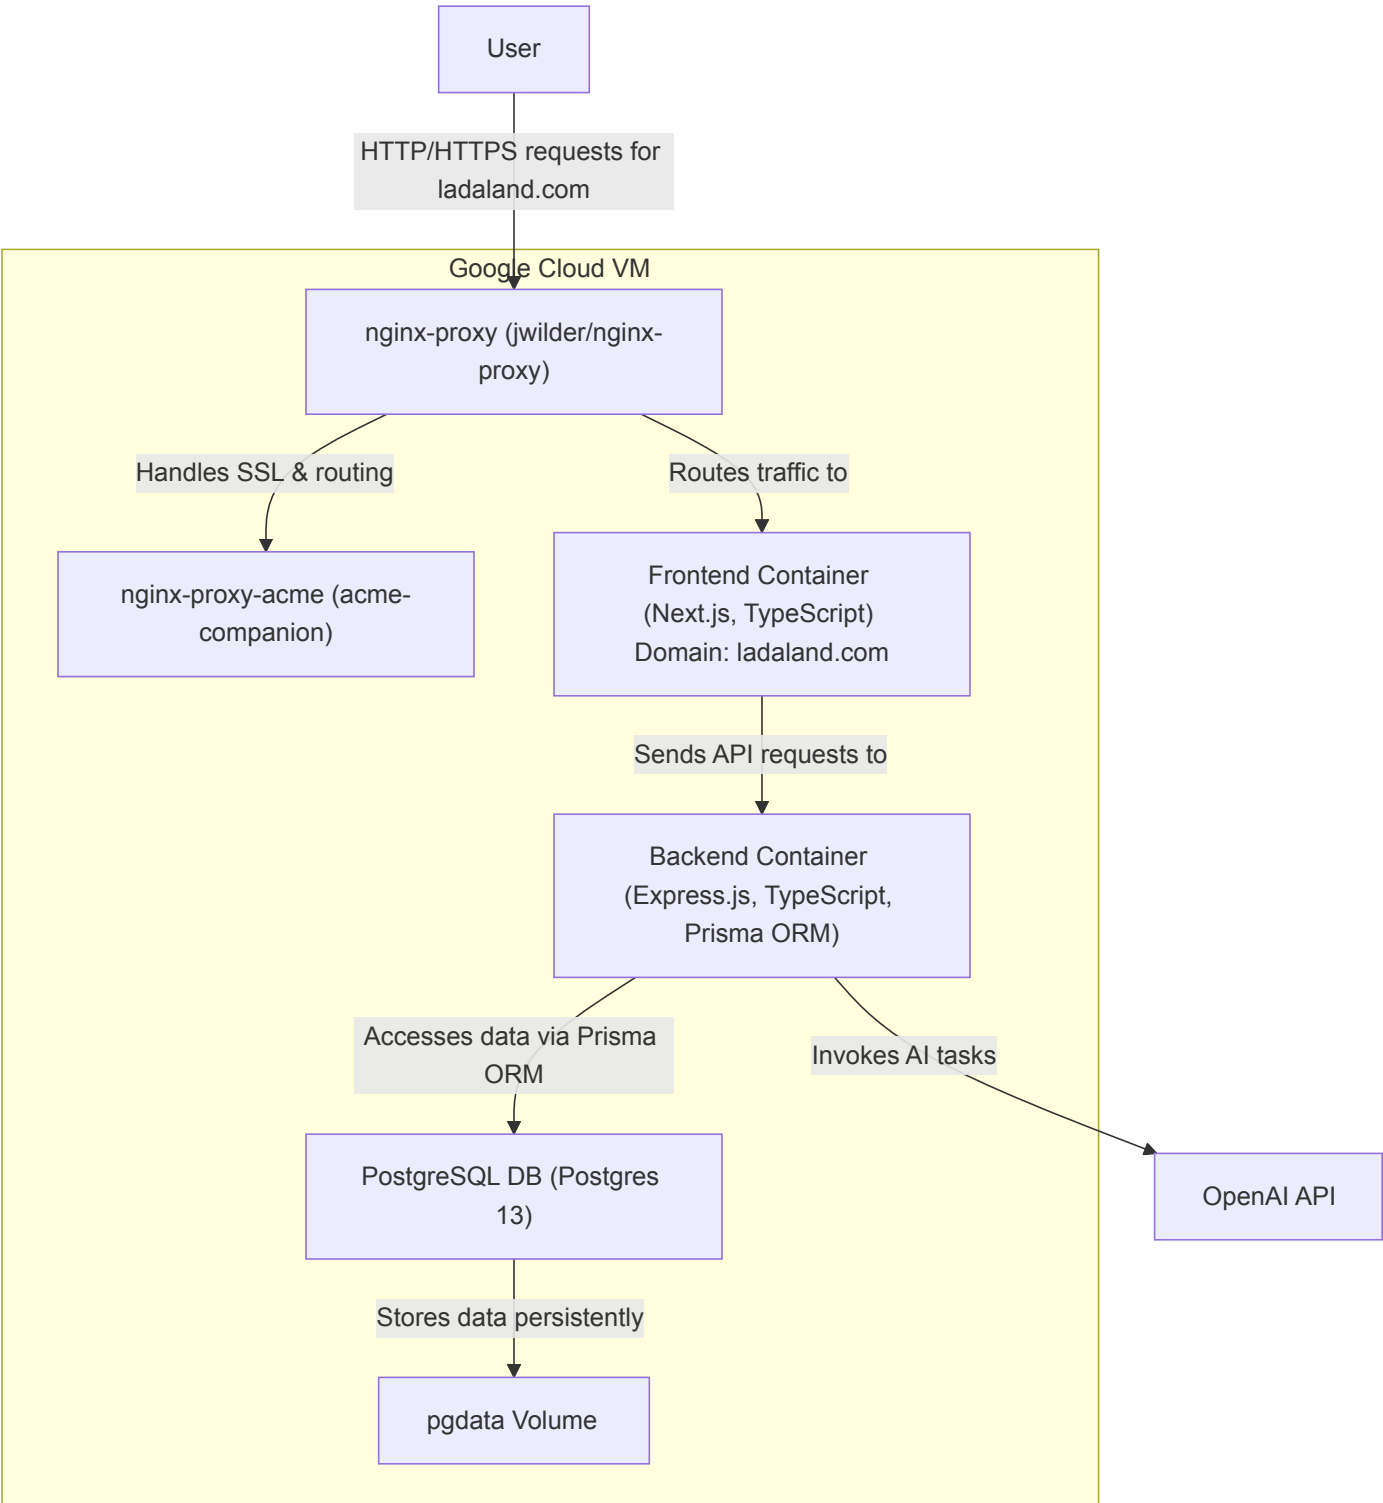 User
HTTP/HTTPS requests for
ladaland.com
Google Cloud VM
nginx-proxy (jwilder/nginx-
proxy)
Handles SSL & routing
Routes traffic to
nginx-proxy-acme (acme-
companion)
Frontend Container
(Next.js, TypeScript)
Domain: ladaland.com
Sends API requests to
Backend Container
(Express.js, TypeScript,
Prisma ORM)
Accesses data via Prisma
ORM
Invokes AI tasks
PostgreSQL DB (Postgres
13)
OpenAI API
Stores data persistently
pgdata Volume